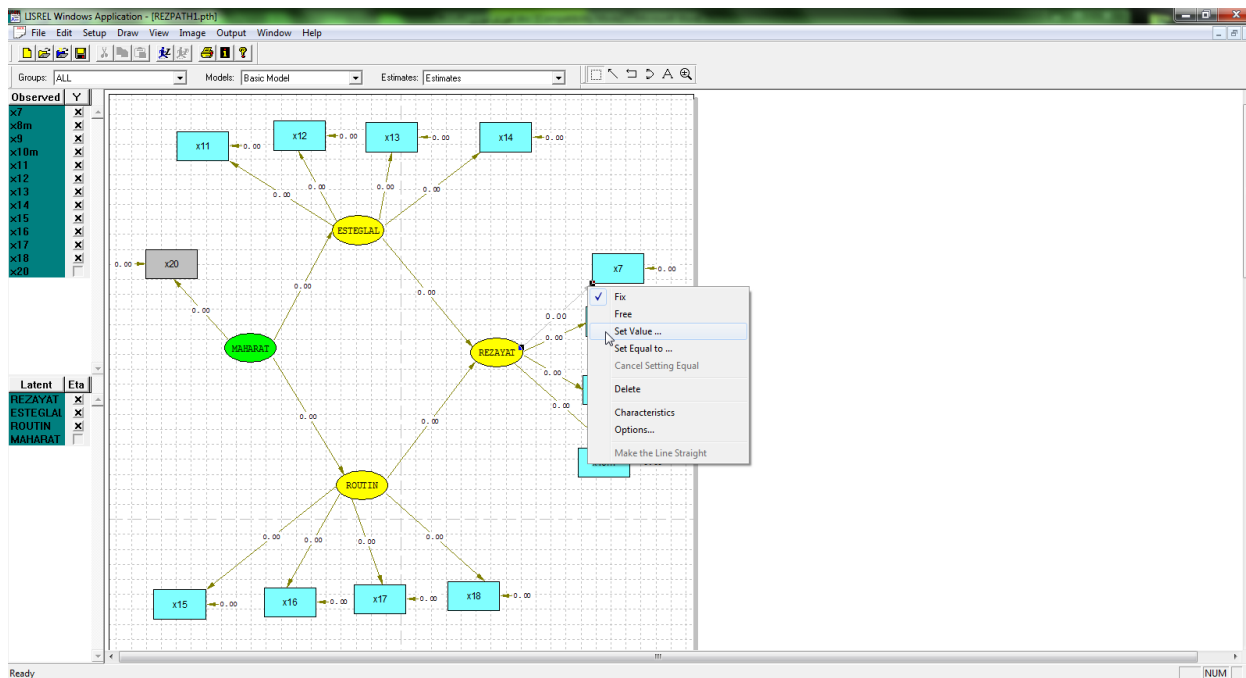 LISREL Windows Application - [REZPATH1.pth]
File Edit Setup Draw View Image Output Window Help
Groups: ALL Models: Basic Model Estimates: Estimates
Observed Y
x7
x8m
x9
x10m
x11
x12
x13
x14
x15
x16
x17
x18
x20
Latent Eta
REZAYAT
ESTEGLAL
ROUTIN
MAHARAT
x11 0.00
x12 0.00
x13 0.00
x14 0.00
0.00 0.00 0.00 0.00
ESTEGLAL
0.00 x20
0.00
0.00
0.00
x7 0.00
MAHARAT
REZAYAT
0.00
0.00
0.00
0.00
Fix
Free
Set Value ...
Set Equal to ...
Cancel Setting Equal
Delete
Characteristics
Options...
Make the Line Straight
0.00
0.00
ROUTIN
0.00 0.00 0.00 0.00
x15 0.00
x16 0.00
x17 0.00
x18 0.00
Ready NUM